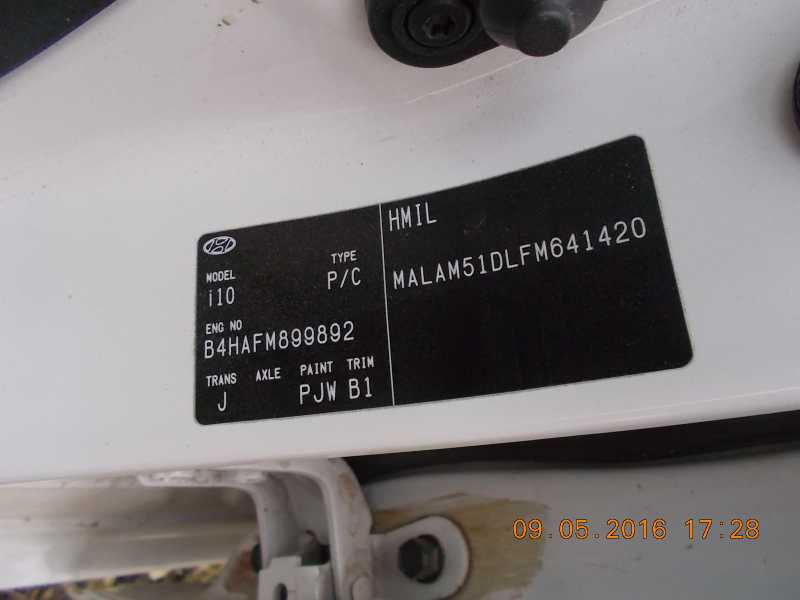 HMIL
MALAM51DLFM641420
MODEL TYPE
i10 P/C
ENG NO
B4HAFM899892
TRANS AXLE PAINT TRIM
J PJW B1
09.05.2016 17:28